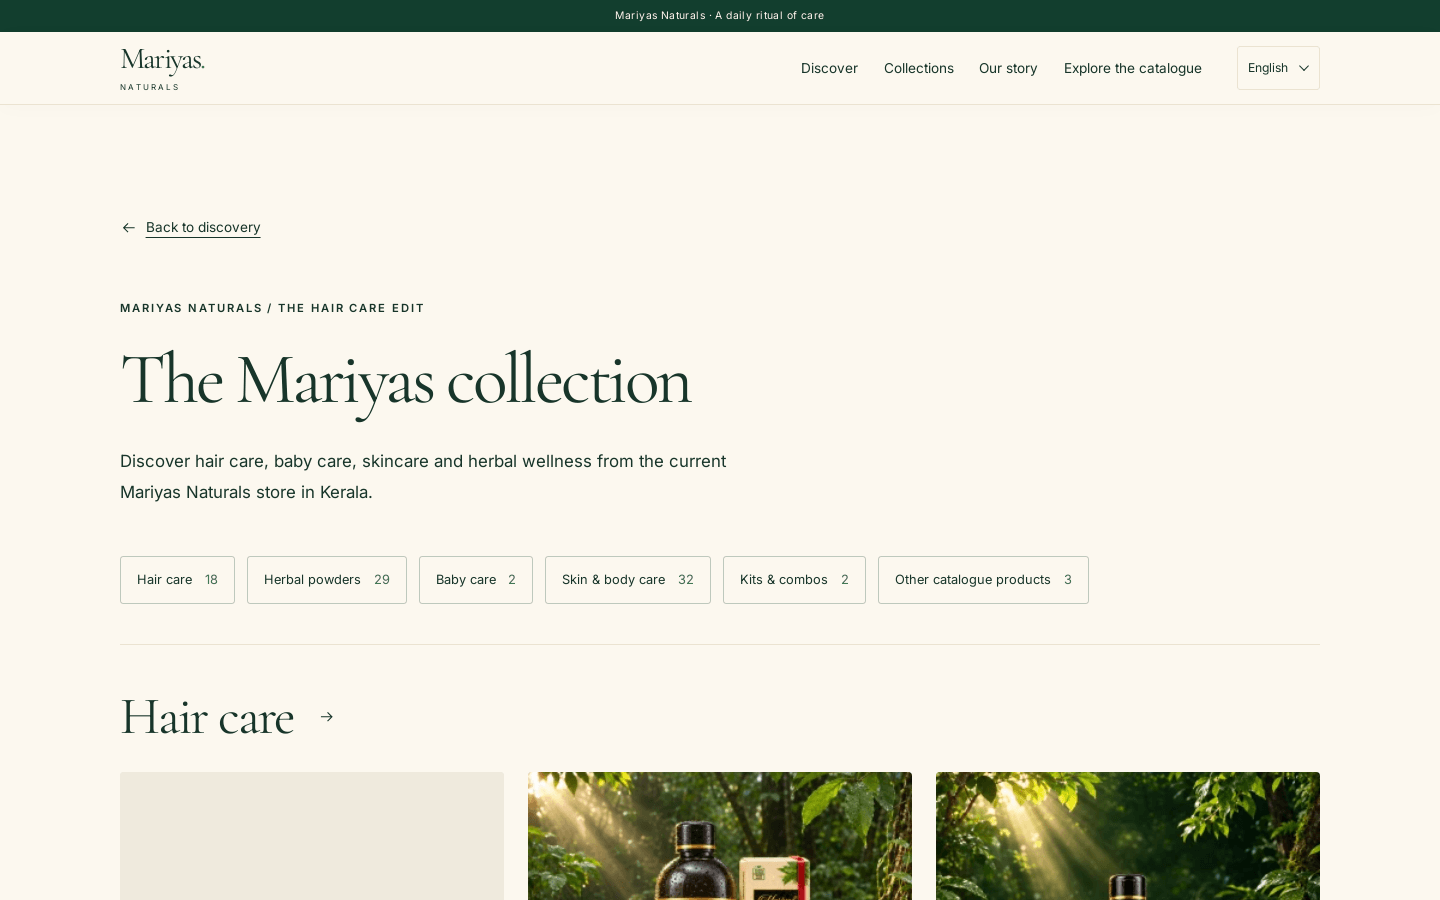 Mariyas Naturals · A daily ritual of care
Mariyas.
NATURALS
Discover
Collections
Our story
Explore the catalogue
English
← Back to discovery
MARIYAS NATURALS / THE HAIR CARE EDIT
The Mariyas collection
Discover hair care, baby care, skincare and herbal wellness from the current
Mariyas Naturals store in Kerala.
Hair care 18
Herbal powders 29
Baby care 2
Skin & body care 32
Kits & combos 2
Other catalogue products 3
Hair care →